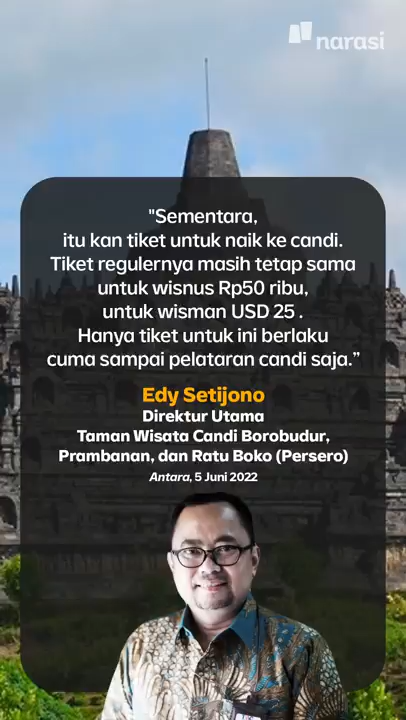 narasi
"Sementara,
itu kan tiket untuk naik ke candi.
Tiket regulernya masih tetap sama
untuk wisnus Rp50 ribu,
untuk wisman USD 25 .
Hanya tiket untuk ini berlaku
cuma sampai pelataran candi saja.”
Edy Setijono
Direktur Utama
Taman Wisata Candi Borobudur,
Prambanan, dan Ratu Boko (Persero)
Antara, 5 Juni 2022